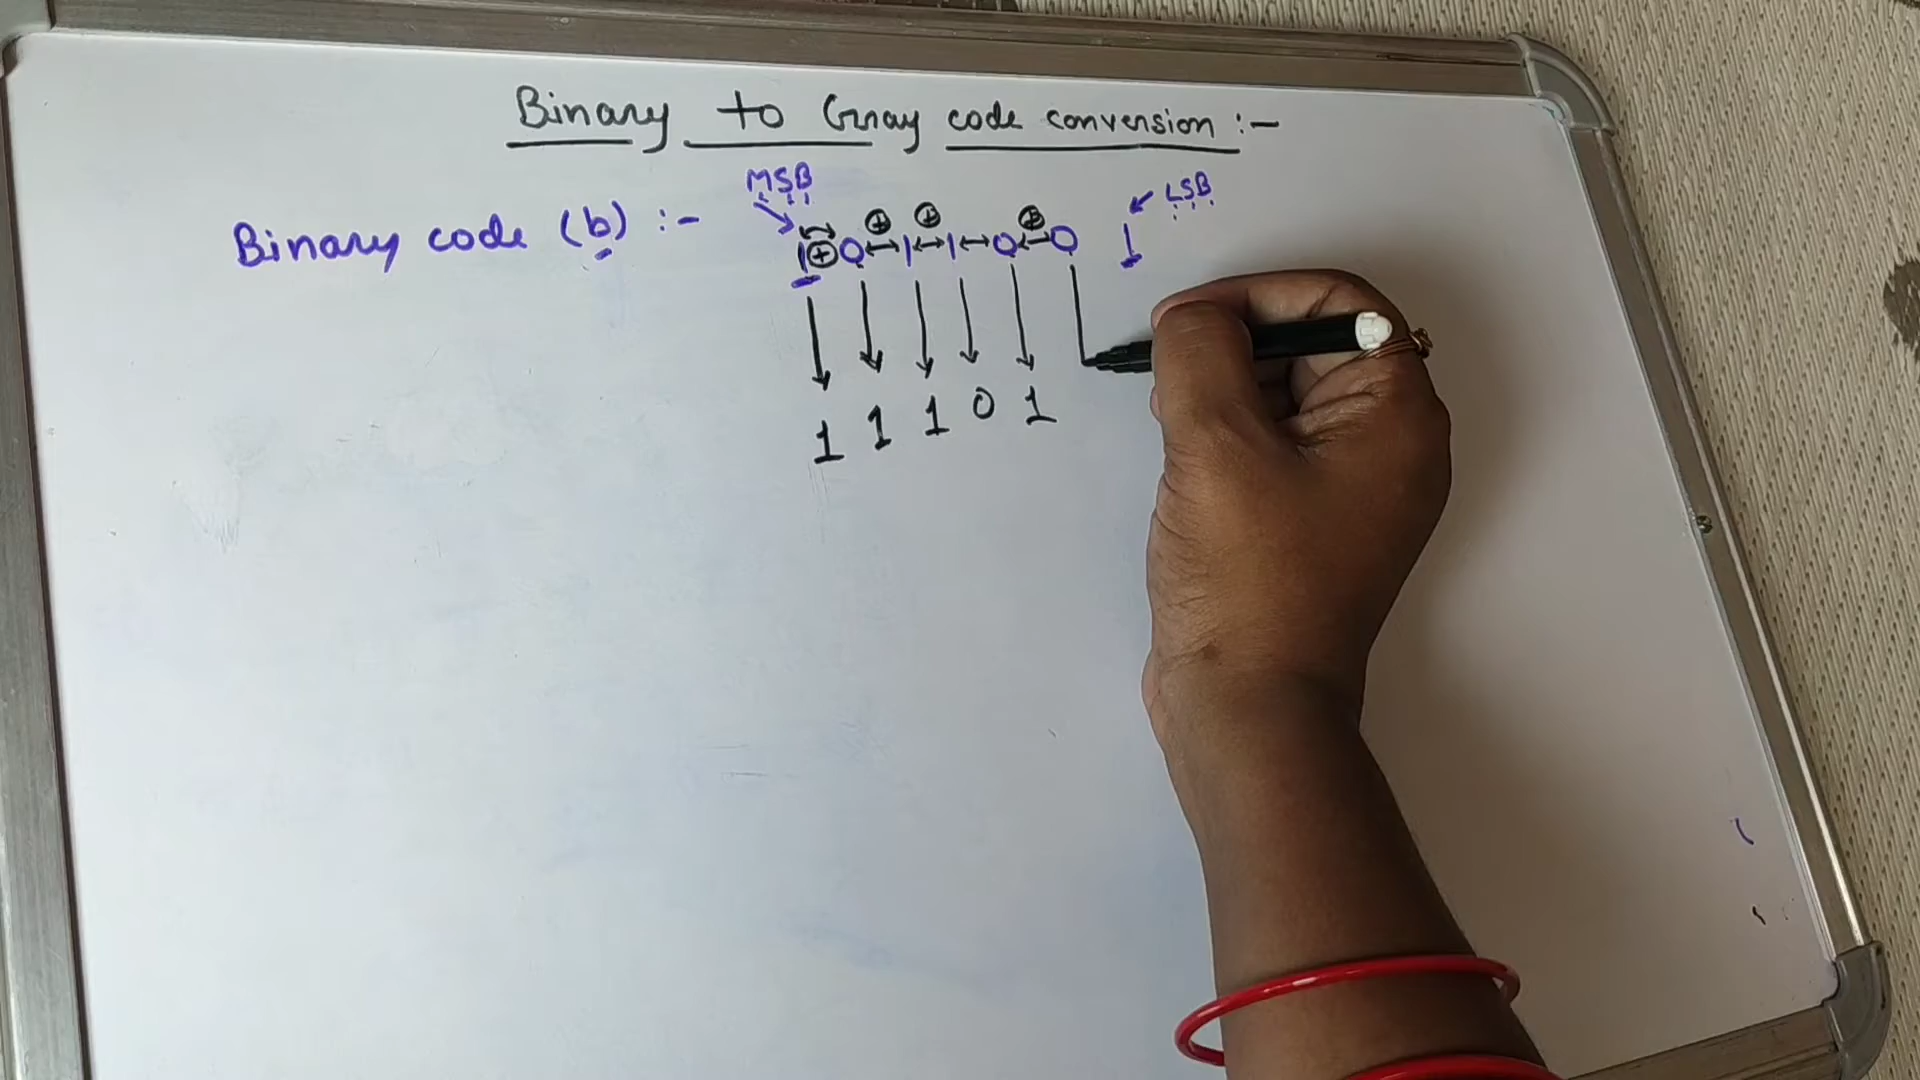 Binary to Gray code conversion :-
MSB LSB
⊕ ⊕ ⊕
Binary code (b) :- 1 ⊕ 0 ↔ 1 ↔ 1 ↔ 0 ↔ 0 1
1 1 1 0 1